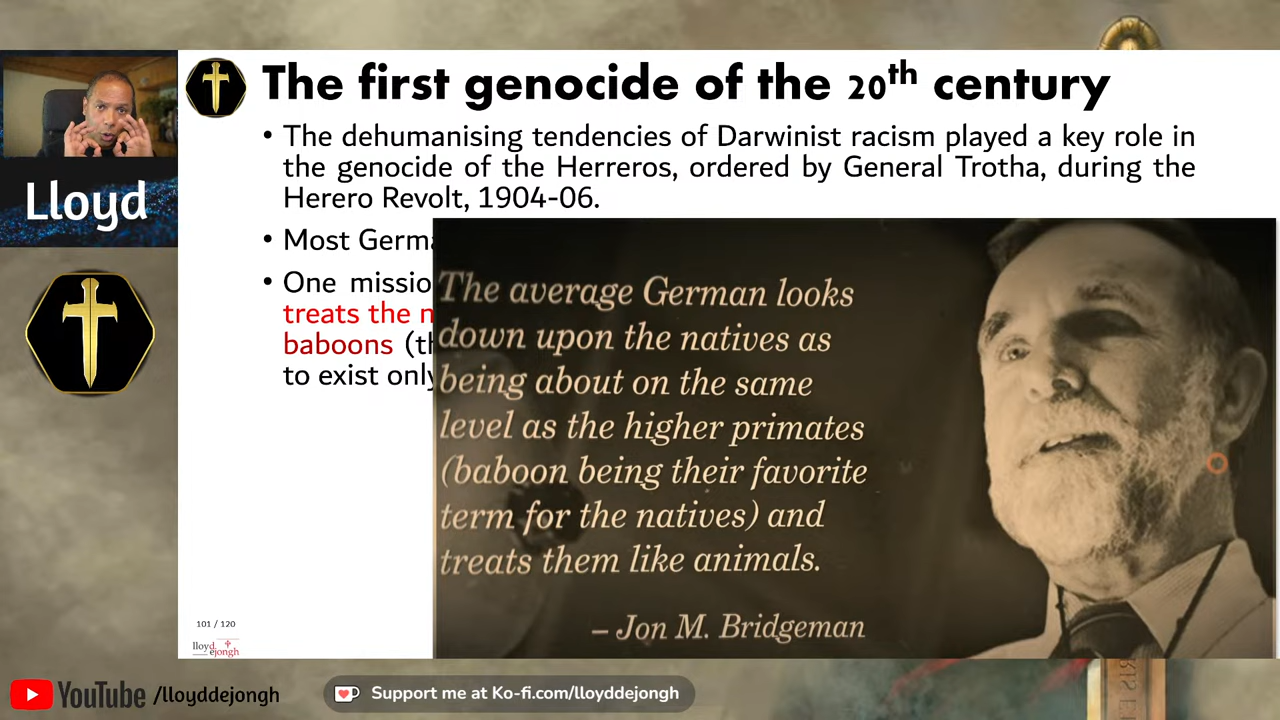 The first genocide of the 20th century
• The dehumanising tendencies of Darwinist racism played a key role in
the genocide of the Herreros, ordered by General Trotha, during the
Herero Revolt, 1904-06.
• Most Germa
• One missio
treats the n
baboons (th
to exist only
The average German looks
down upon the natives as
being about on the same
level as the higher primates
(baboon being their favorite
term for the natives) and
treats them like animals.
– Jon M. Bridgeman
Lloyd
101 / 120
lloyd
dejongh
YouTube /lloyddejongh
Support me at Ko-fi.com/lloyddejongh